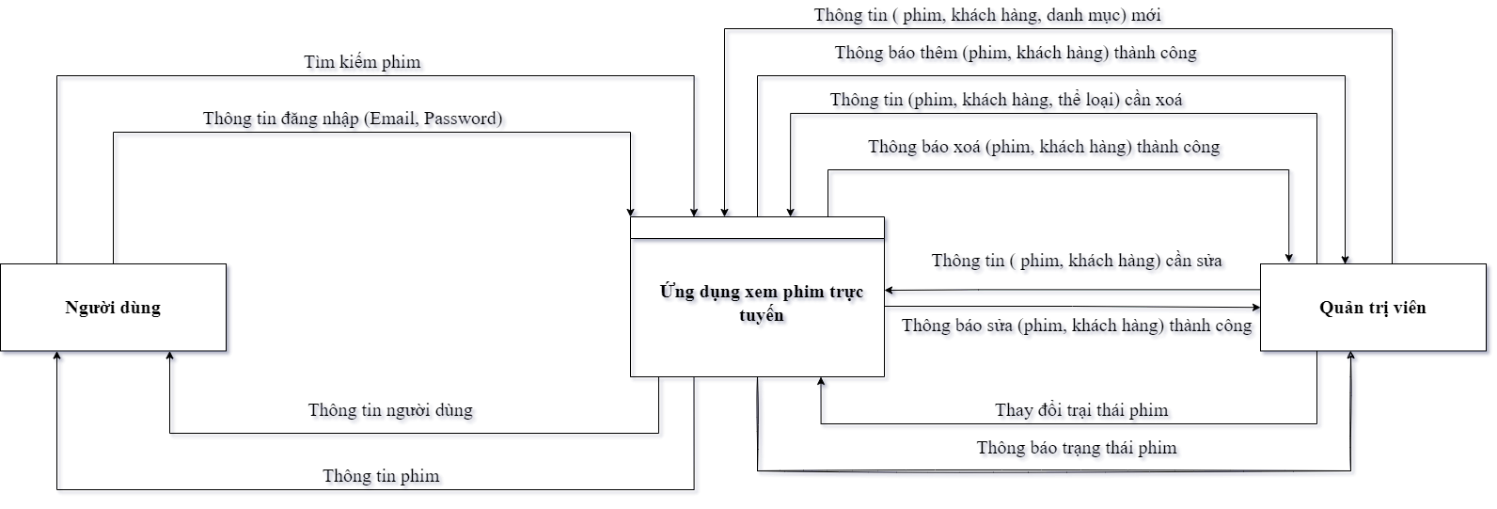 Thông tin ( phim, khách hàng, danh mục) mới
Thông báo thêm (phim, khách hàng) thành công
Tìm kiếm phim
Thông tin (phim, khách hàng, thể loại) cần xoá
Thông tin đăng nhập (Email, Password)
Thông báo xoá (phim, khách hàng) thành công
Thông tin ( phim, khách hàng) cần sửa
Người dùng
Ứng dụng xem phim trực
tuyến
Quản trị viên
Thông báo sửa (phim, khách hàng) thành công
Thông tin người dùng
Thay đổi trại thái phim
Thông báo trạng thái phim
Thông tin phim